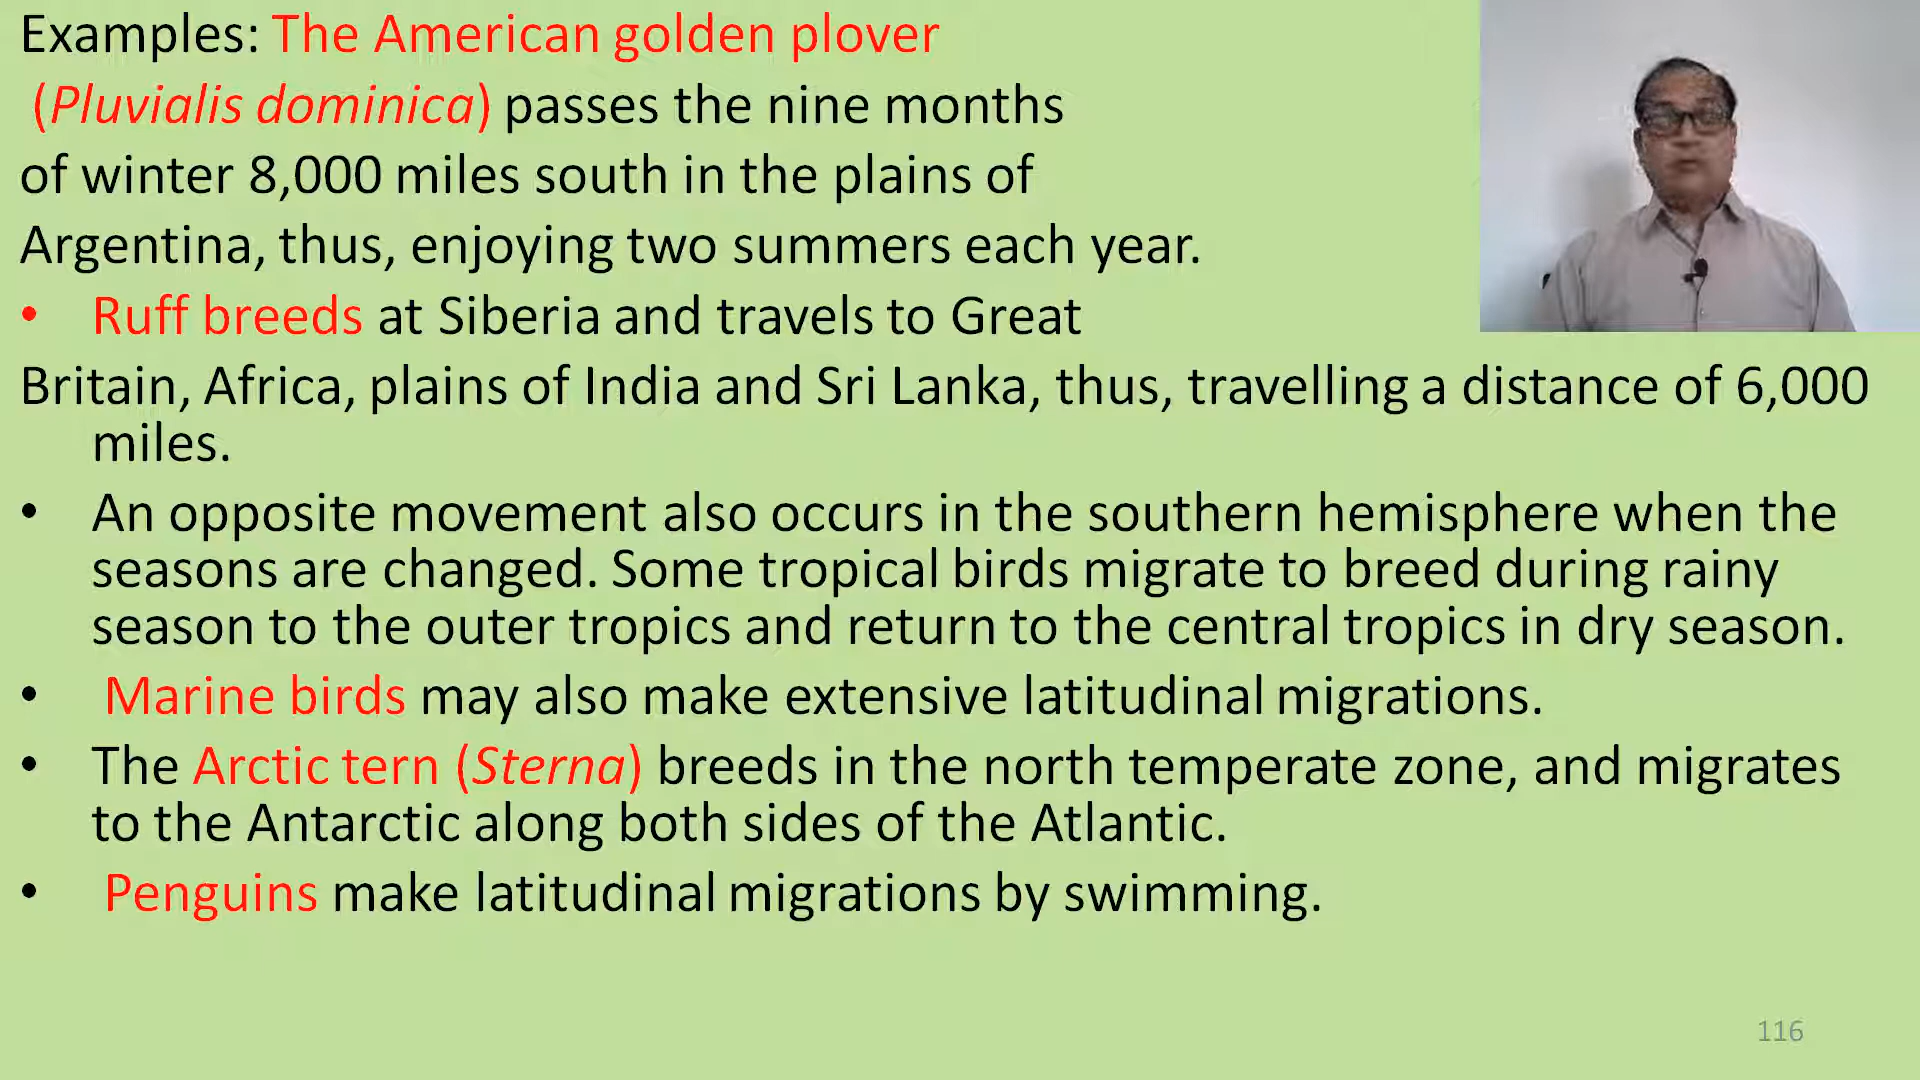 Examples: The American golden plover
(Pluvialis dominica) passes the nine months
of winter 8,000 miles south in the plains of
Argentina, thus, enjoying two summers each year.
• Ruff breeds at Siberia and travels to Great
Britain, Africa, plains of India and Sri Lanka, thus, travelling a distance of 6,000
miles.
• An opposite movement also occurs in the southern hemisphere when the
seasons are changed. Some tropical birds migrate to breed during rainy
season to the outer tropics and return to the central tropics in dry season.
• Marine birds may also make extensive latitudinal migrations.
• The Arctic tern (Sterna) breeds in the north temperate zone, and migrates
to the Antarctic along both sides of the Atlantic.
• Penguins make latitudinal migrations by swimming.
116